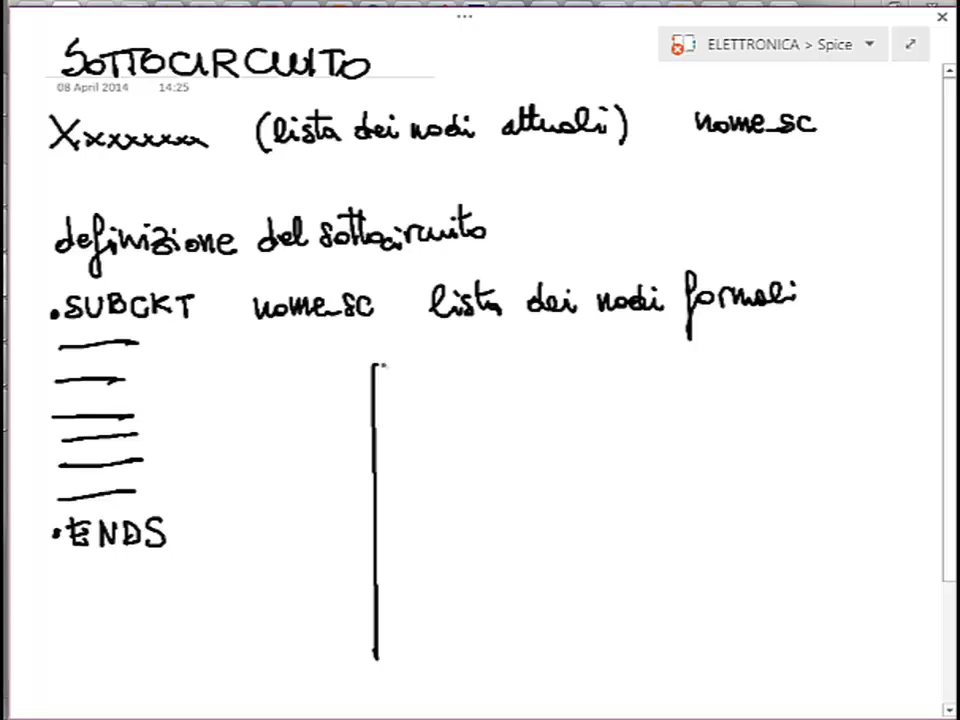 ELETTRONICA > Spice
SOTTOCIRCUITO
08 April 2014 14:25
Xxxxxxxx (lista dei nodi attuali) nome_sc
definizione del sottocircuito
.SUBCKT nome_sc lista dei nodi formali
.ENDS